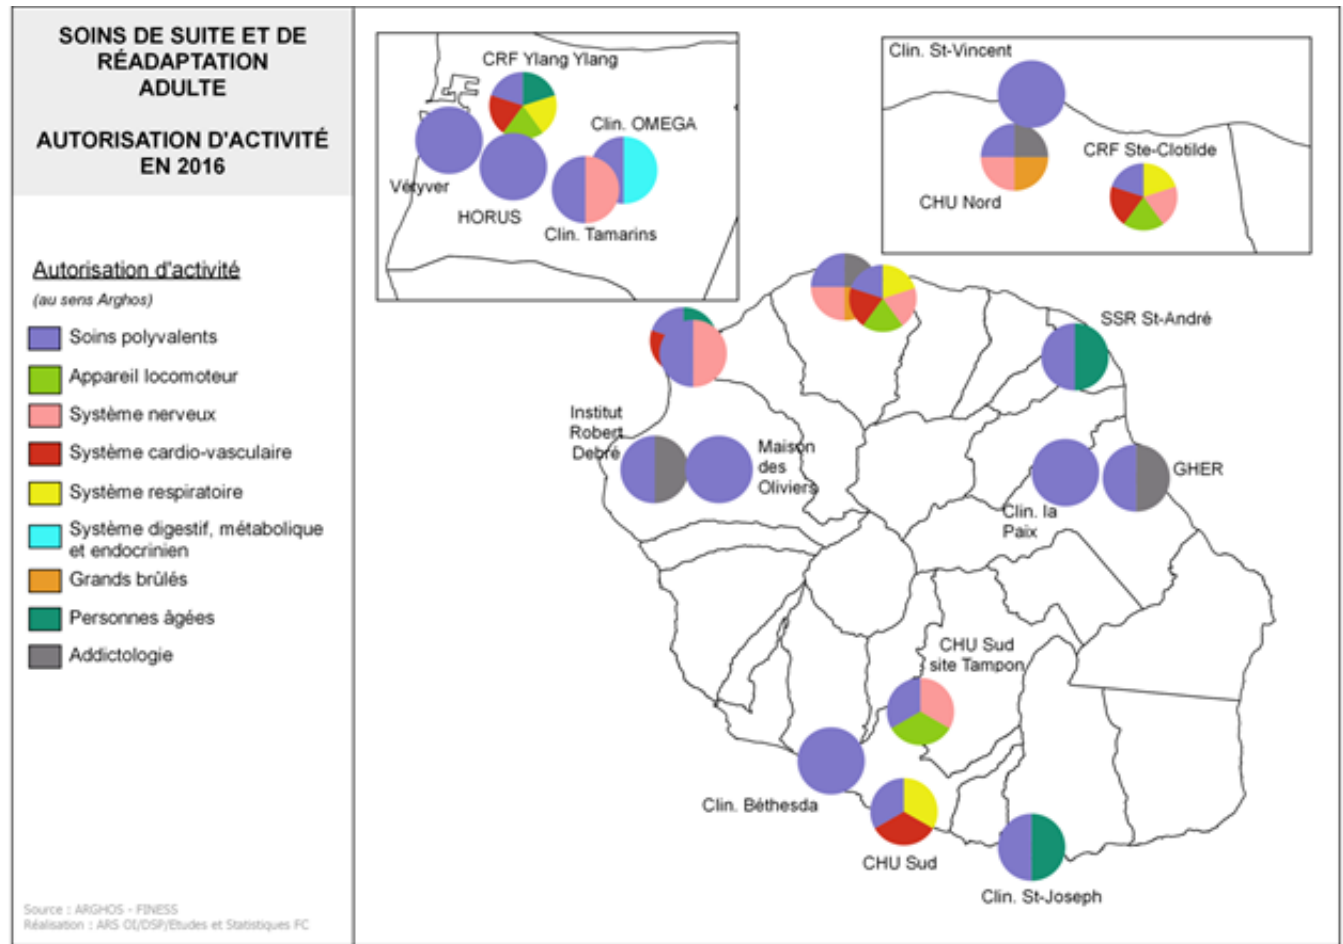 SOINS DE SUITE ET DE
RÉADAPTATION
ADULTE
AUTORISATION D'ACTIVITÉ
EN 2016
Autorisation d'activité
(au sens Arghos)
Soins polyvalents
Appareil locomoteur
Système nerveux
Système cardio-vasculaire
Système respiratoire
Système digestif, métabolique
et endocrinien
Grands brûlés
Personnes âgées
Addictologie
Source : ARGHOS - FINESS
Réalisation : ARS OI/DSP/Etudes et Statistiques FC
CRF Ylang Ylang
Clin. OMEGA
Vétyver
HORUS
Clin. Tamarins
Clin. St-Vincent
CRF Ste-Clotilde
CHU Nord
SSR St-André
Institut
Robert
Debré
Maison
des
Oliviers
GHER
Clin. la
Paix
CHU Sud
site Tampon
Clin. Béthesda
CHU Sud
Clin. St-Joseph